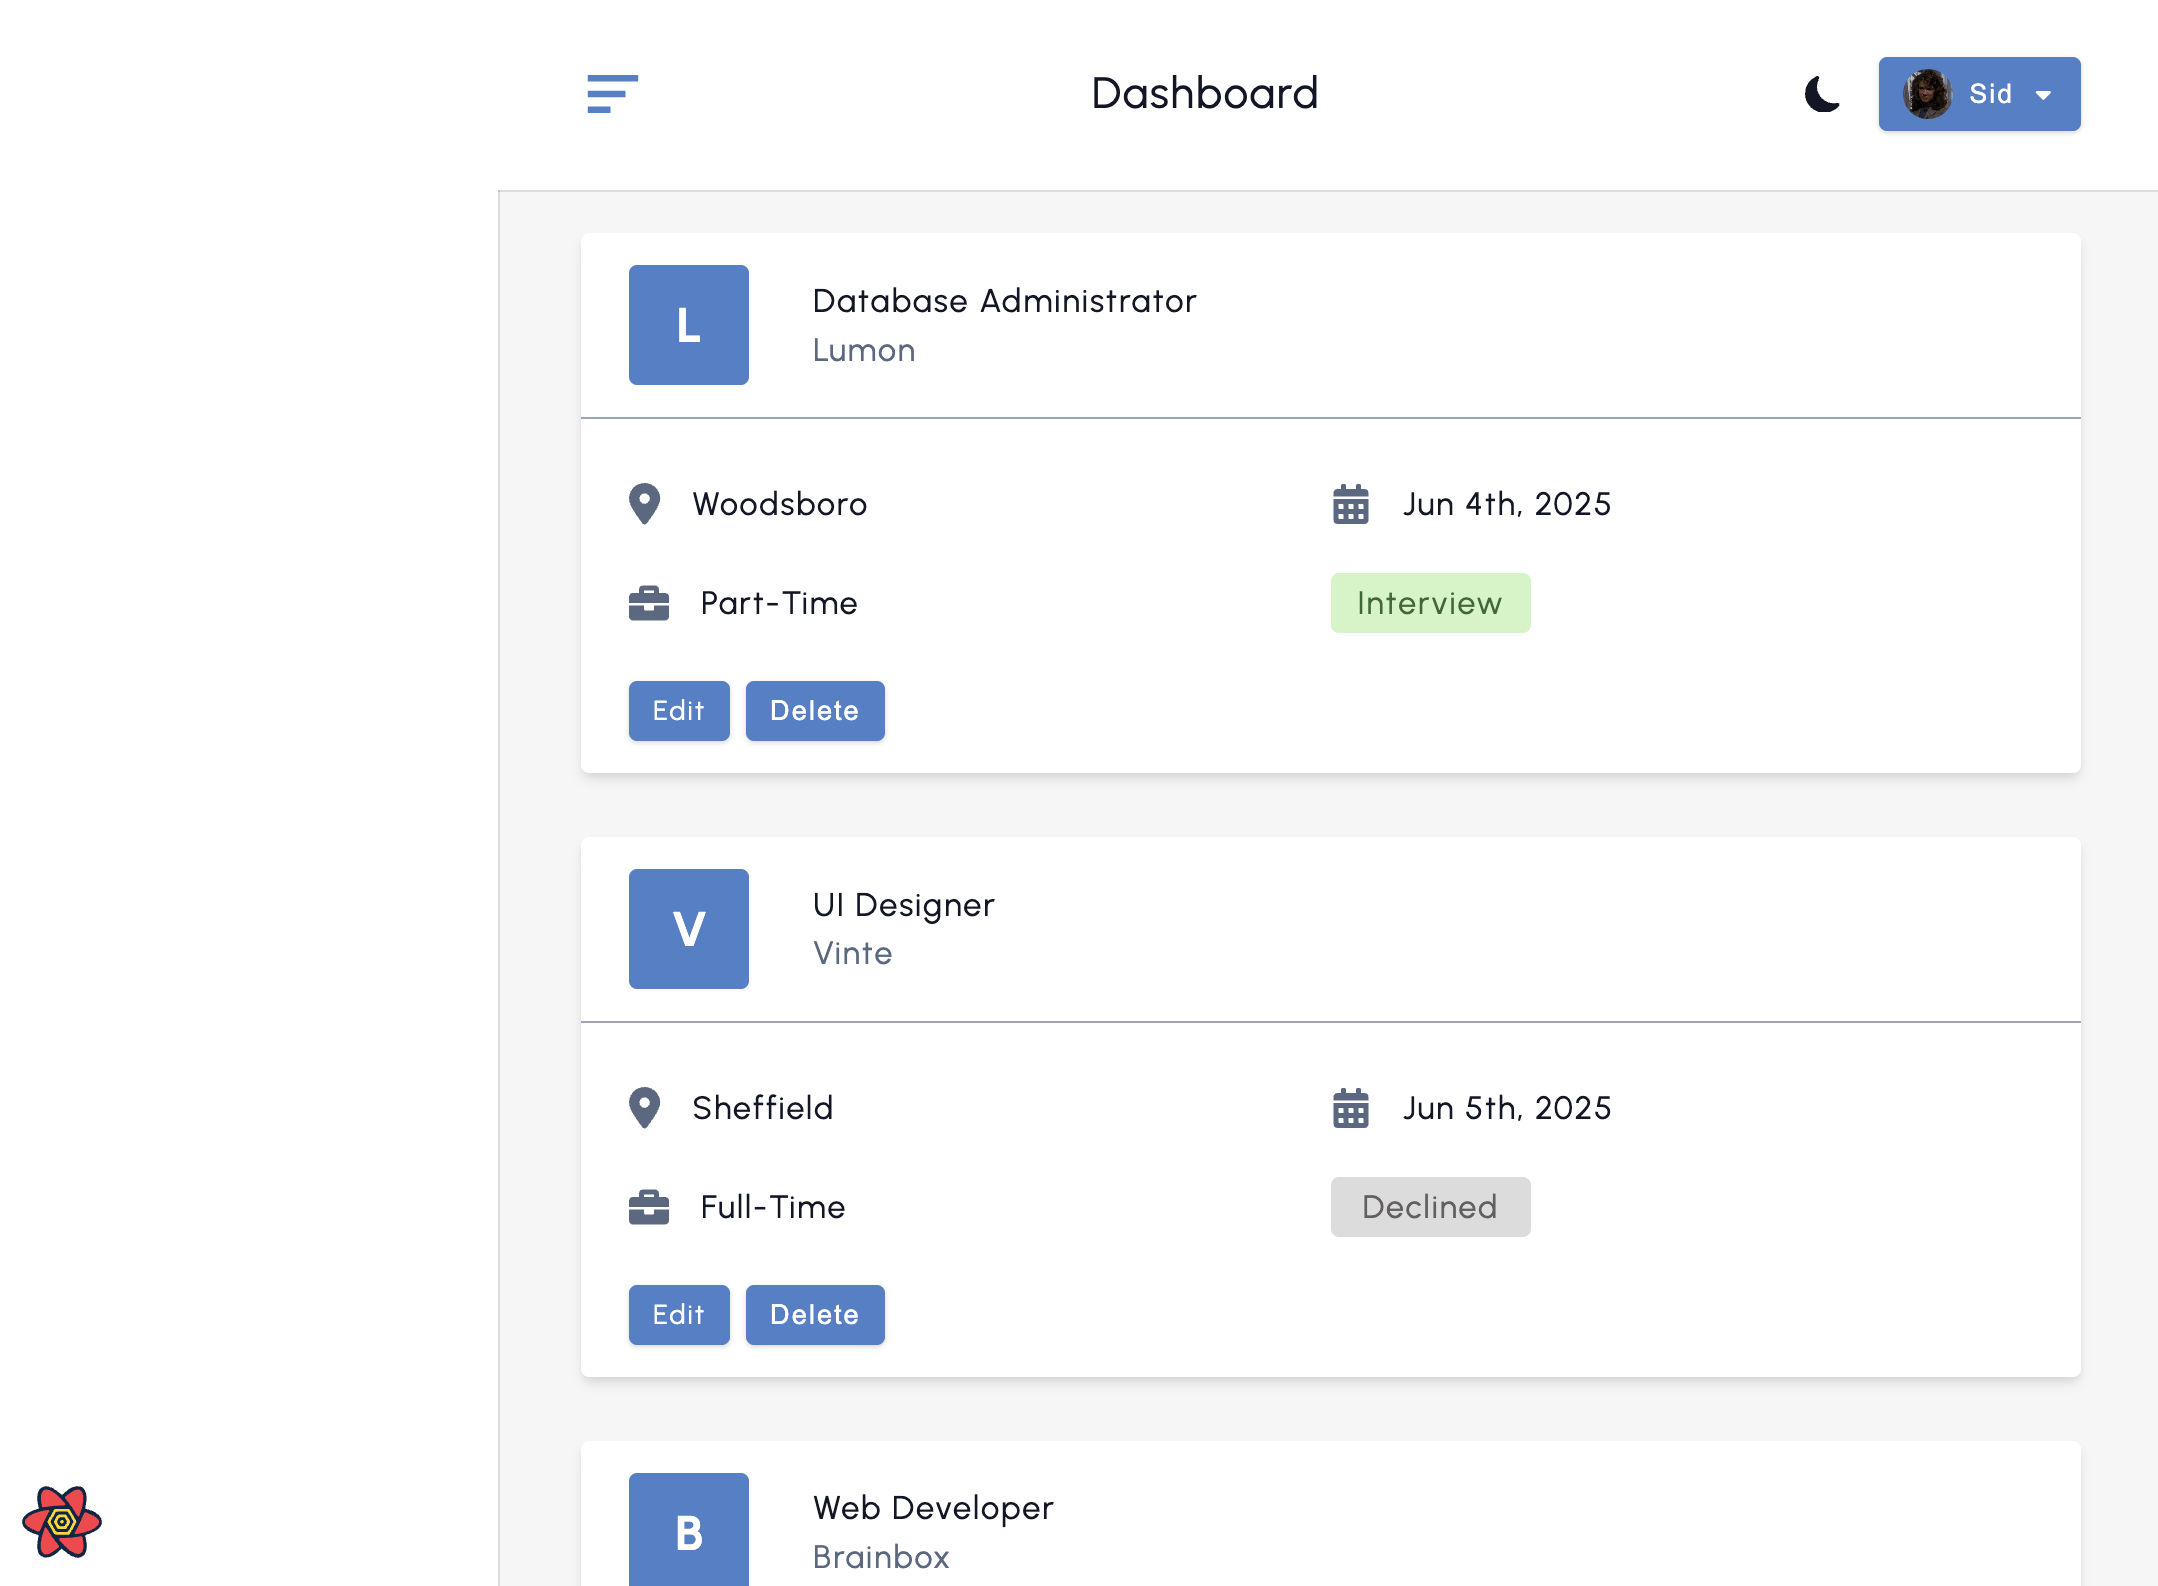 Dashboard
Sid
L
Database Administrator
Lumon
Woodsboro
Jun 4th, 2025
Part-Time
Interview
Edit
Delete
V
UI Designer
Vinte
Sheffield
Jun 5th, 2025
Full-Time
Declined
Edit
Delete
B
Web Developer
Brainbox